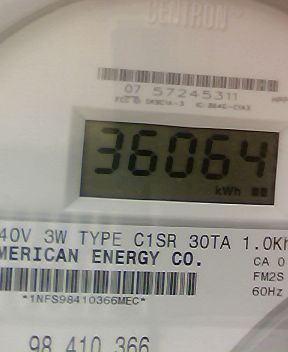 CENTRON
07 57245311
36064
kWh
40V 3W TYPE C1SR 30TA 1.0Kh
MERICAN ENERGY CO.
CA 0
FM2S
60Hz
*1NFS98410366MEC*
98 410 366